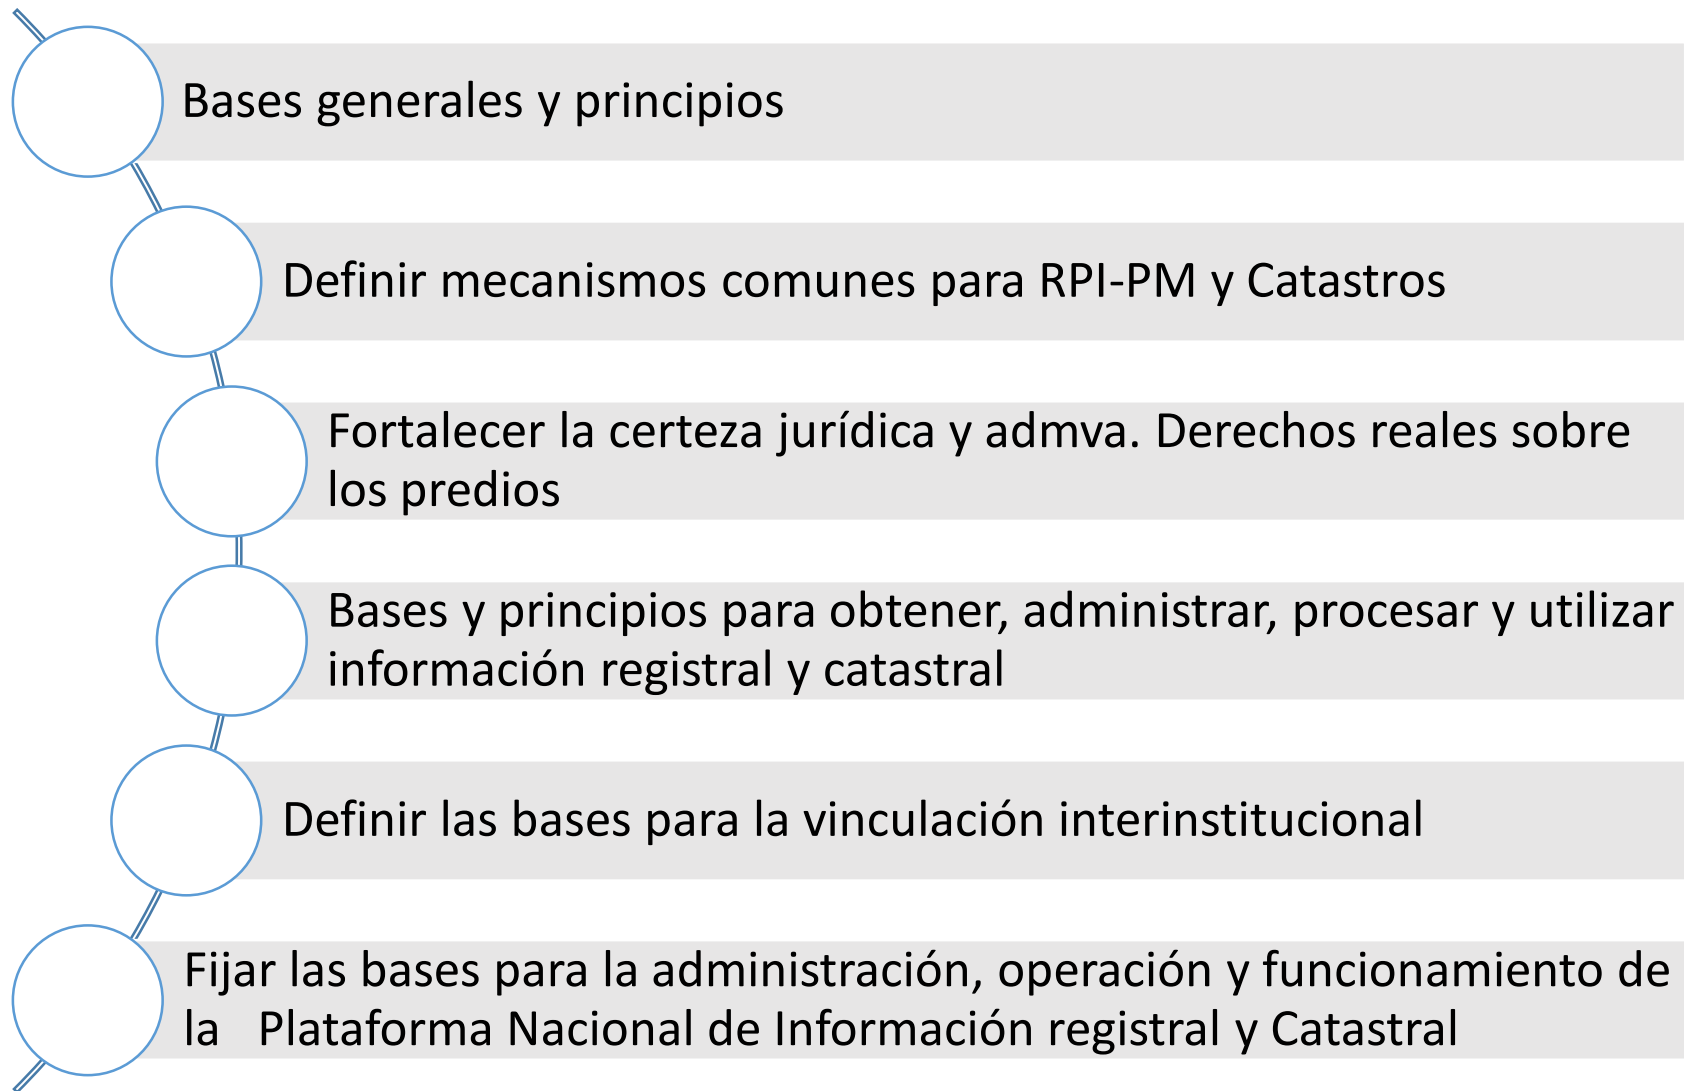 Bases generales y principios
Definir mecanismos comunes para RPI-PM y Catastros
Fortalecer la certeza jurídica y admva. Derechos reales sobre
los predios
Bases y principios para obtener, administrar, procesar y utilizar
información registral y catastral
Definir las bases para la vinculación interinstitucional
Fijar las bases para la administración, operación y funcionamiento de
la   Plataforma Nacional de Información registral y Catastral